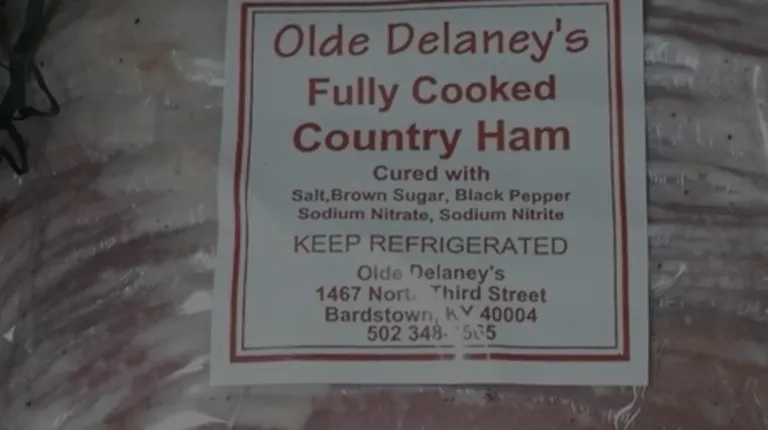 Olde Delaney's
Fully Cooked
Country Ham
Cured with
Salt,Brown Sugar, Black Pepper
Sodium Nitrate, Sodium Nitrite
KEEP REFRIGERATED
Olde Delaney's
1467 Third Street
Bardstown, KY 40004
502